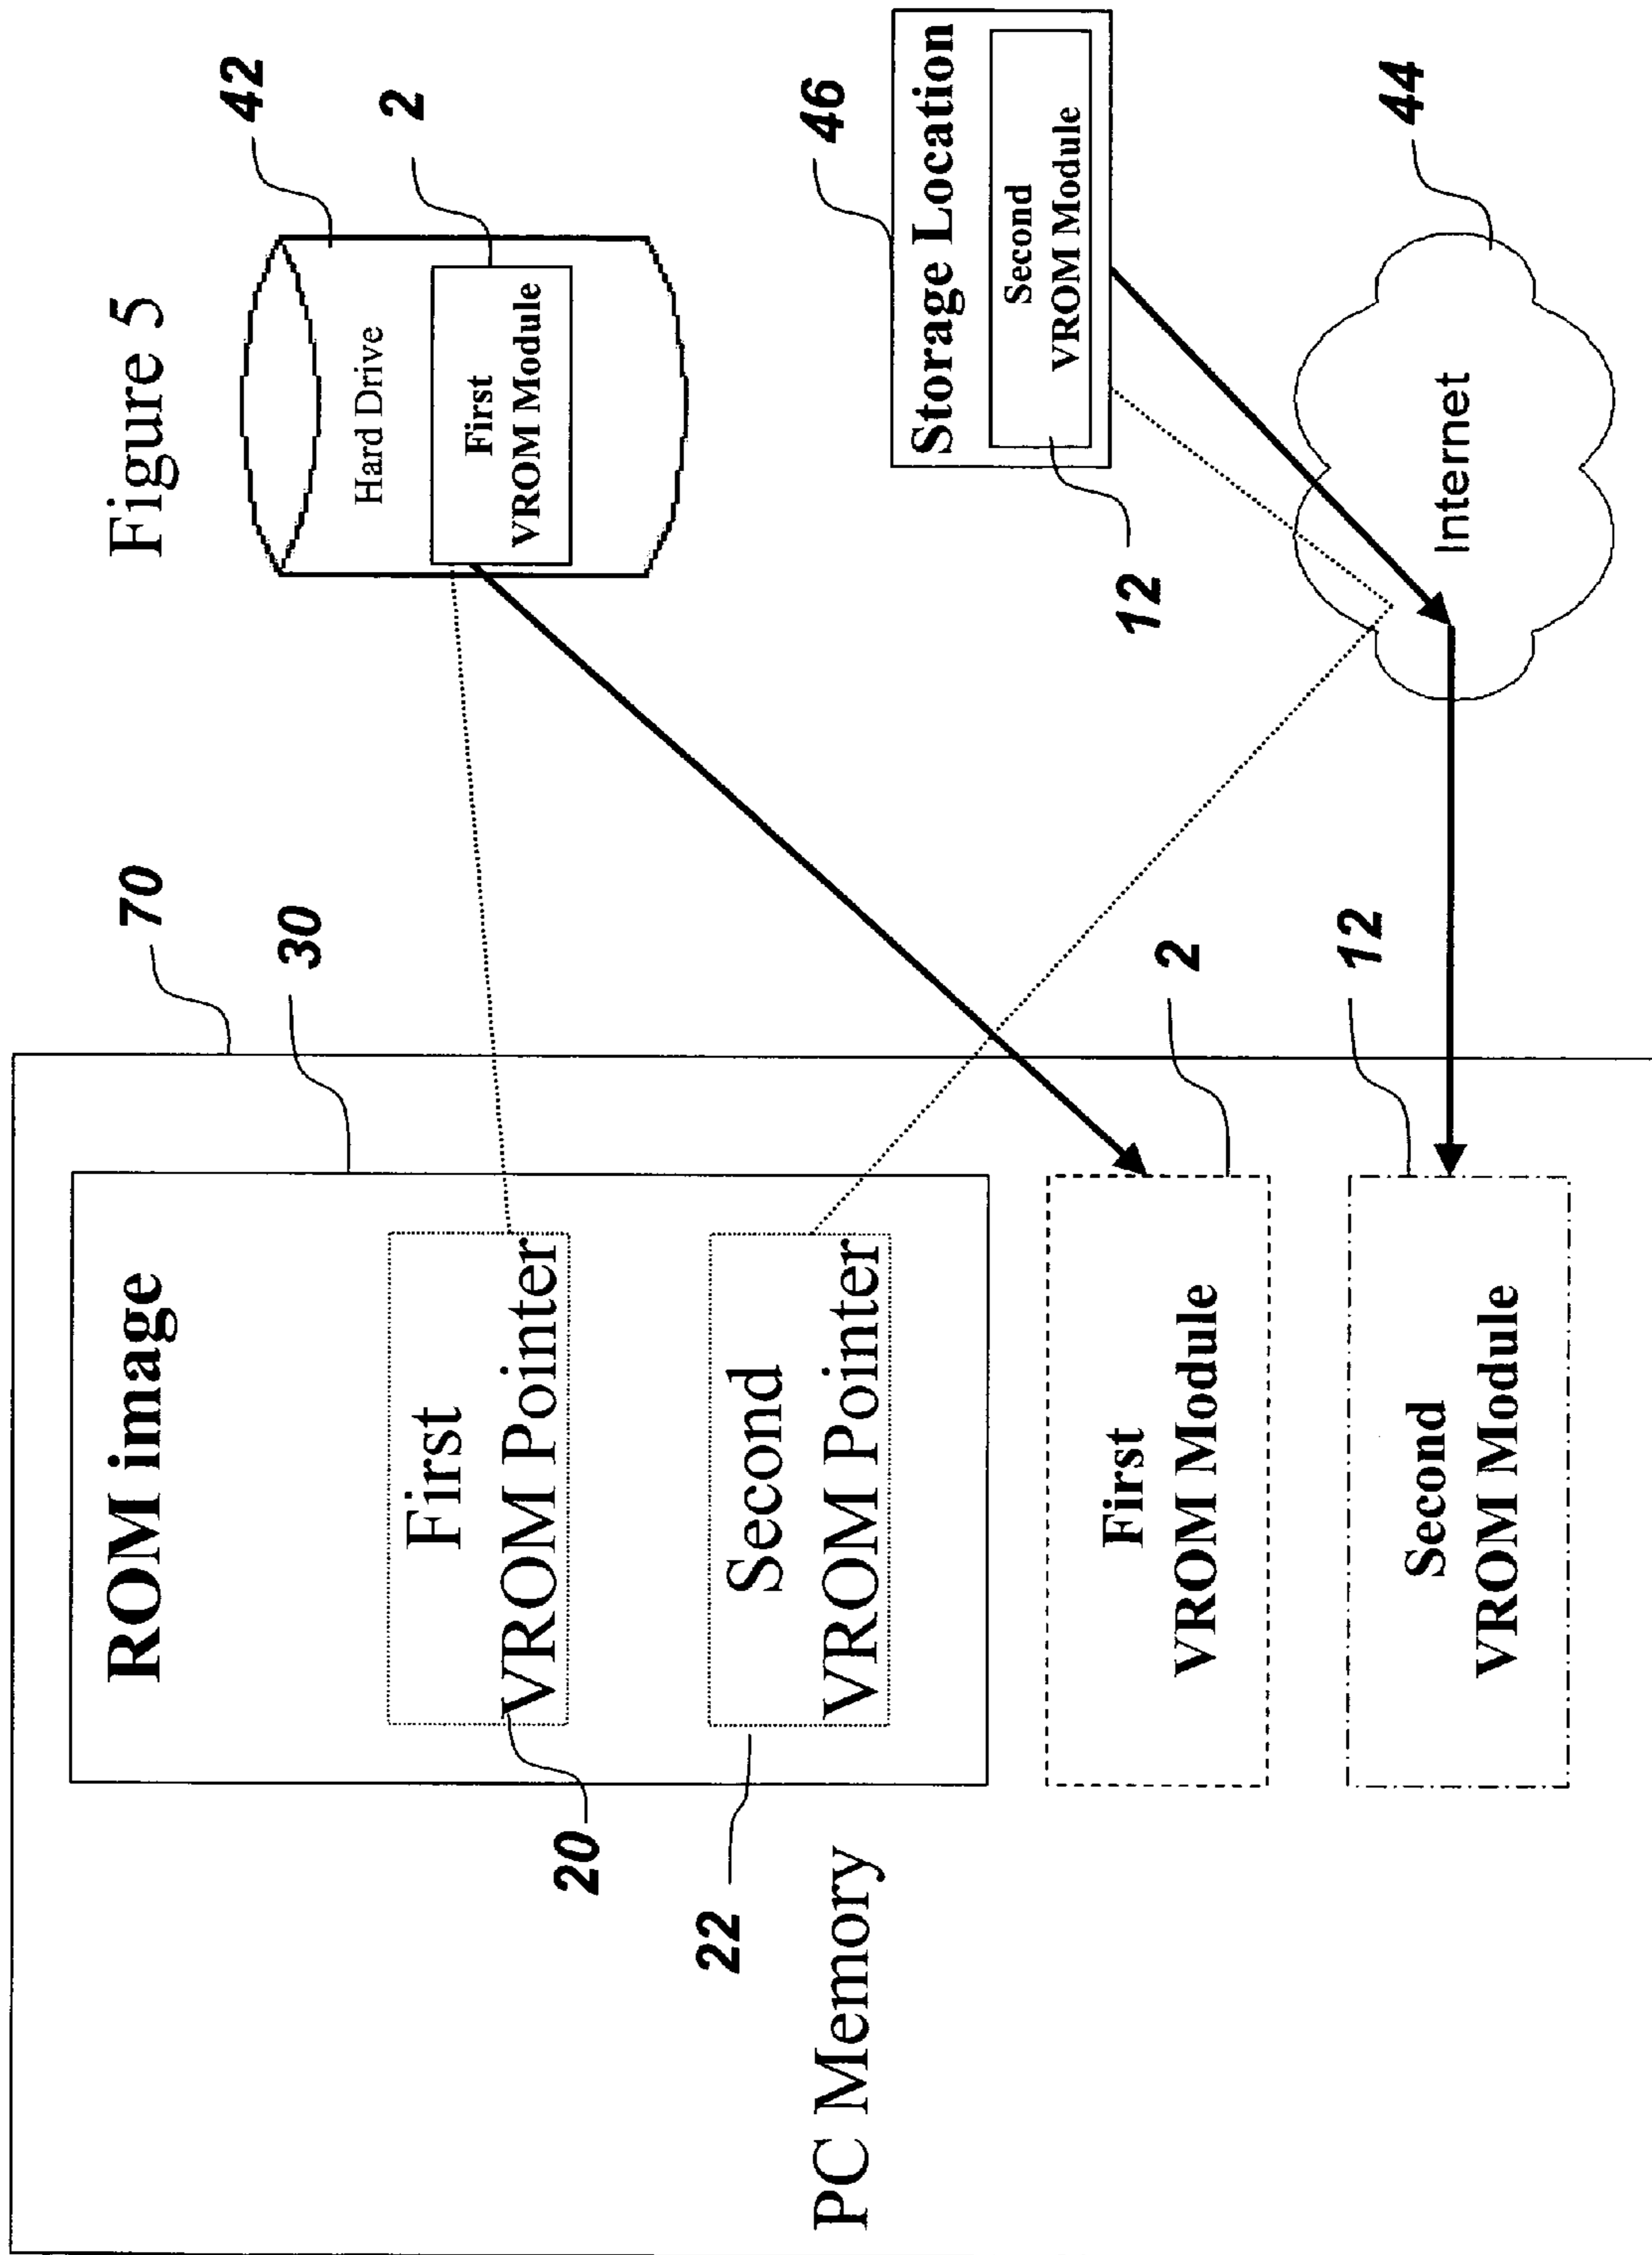 Figure 5
70
30
ROM image
First
VROM Pointer
20
Second
VROM Pointer
22
PC Memory
First
VROM Module
2
Second
VROM Module
12
42
Hard Drive
First
VROM Module
2
46
Storage Location
Second
VROM Module
12
Internet
44